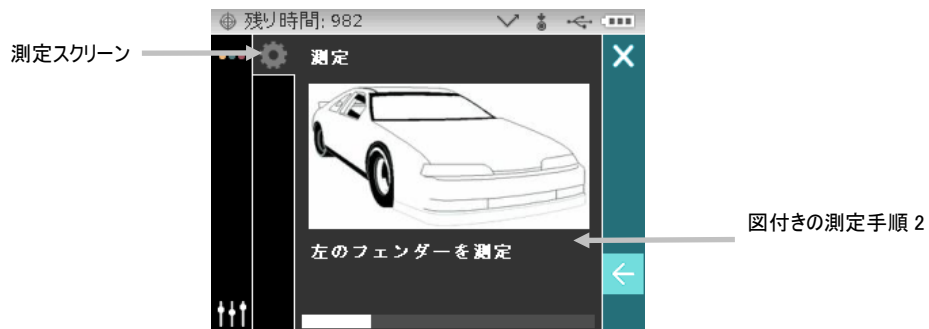 残り時間: 982
測定スクリーン
測定
図付きの測定手順 2
左のフェンダーを測定